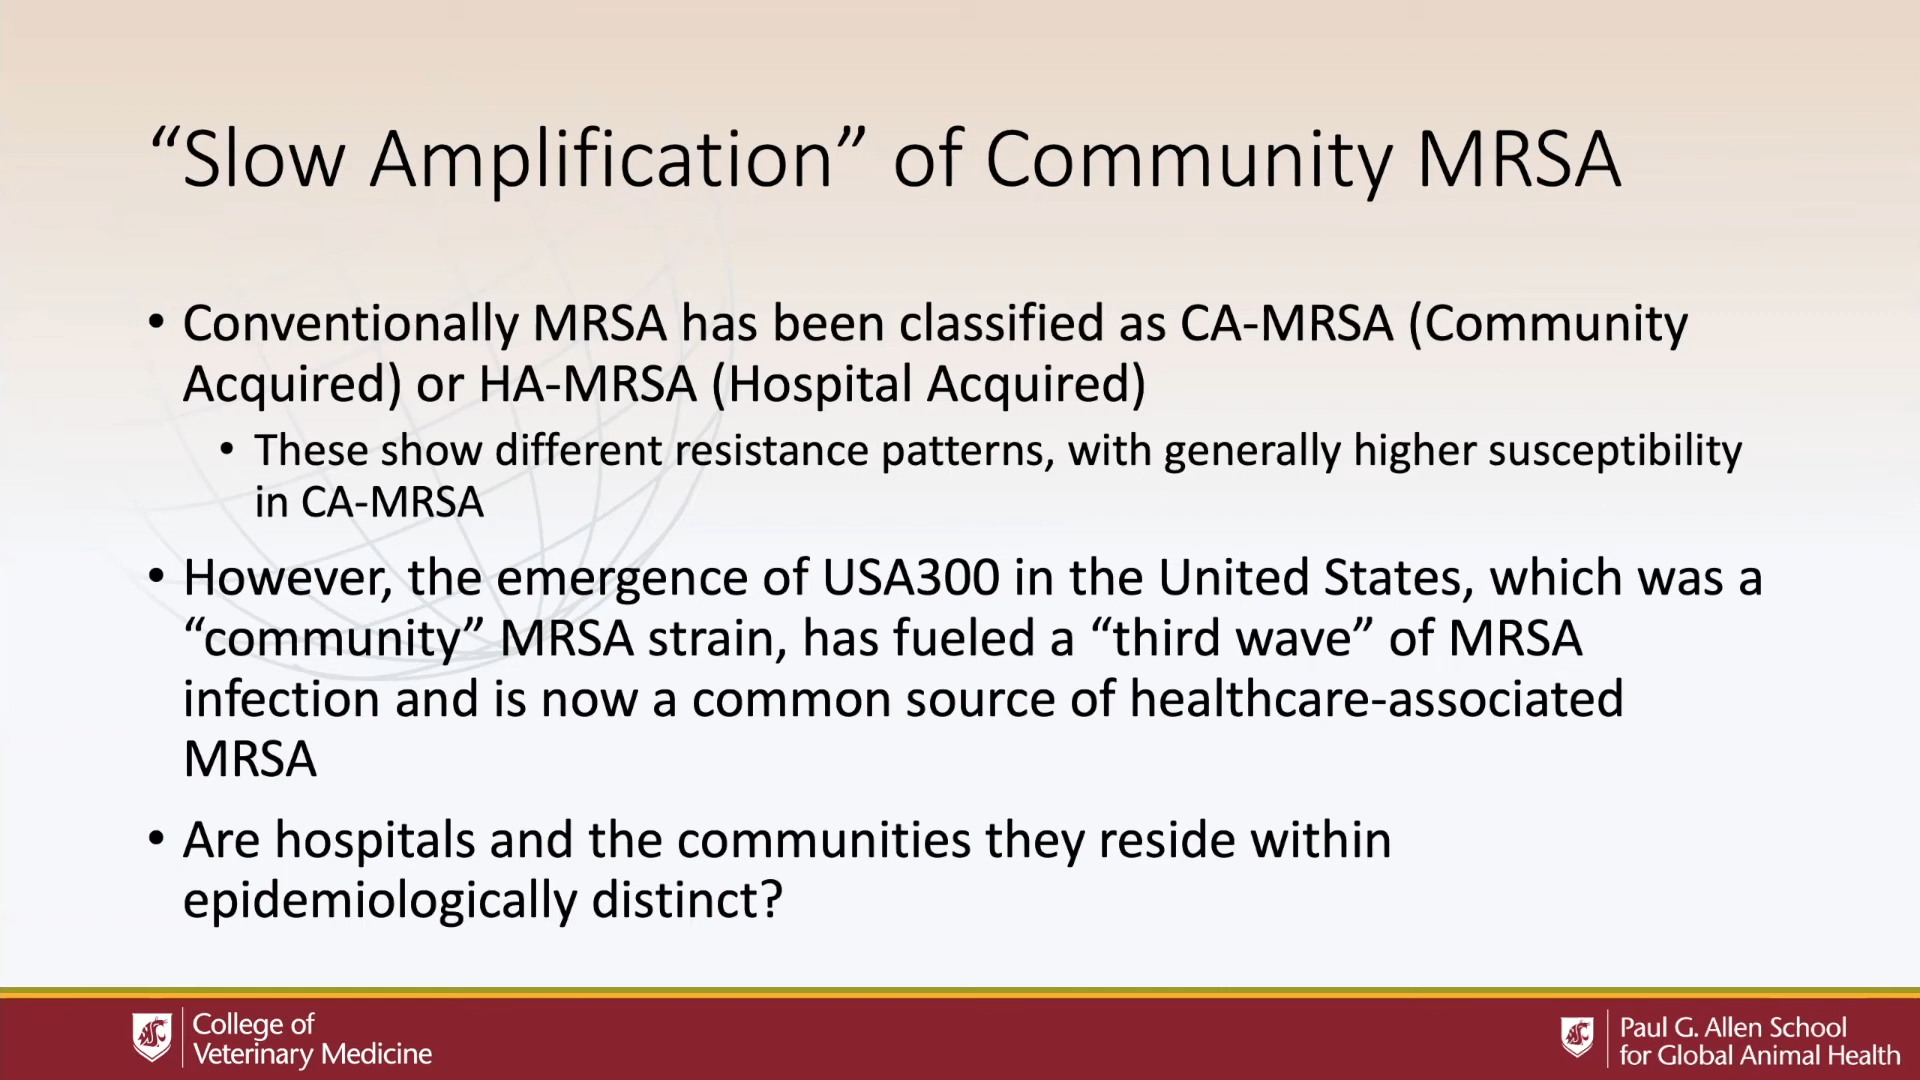 “Slow Amplification” of Community MRSA
• Conventionally MRSA has been classified as CA-MRSA (Community
Acquired) or HA-MRSA (Hospital Acquired)
• These show different resistance patterns, with generally higher susceptibility
in CA-MRSA
• However, the emergence of USA300 in the United States, which was a
“community” MRSA strain, has fueled a “third wave” of MRSA
infection and is now a common source of healthcare-associated
MRSA
• Are hospitals and the communities they reside within
epidemiologically distinct?
College of
Veterinary Medicine
Paul G. Allen School
for Global Animal Health